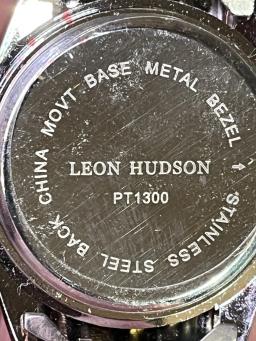 CHINA MOVT BASE METAL BEZEL
STAINLESS STEEL BACK
LEON HUDSON
PT1300